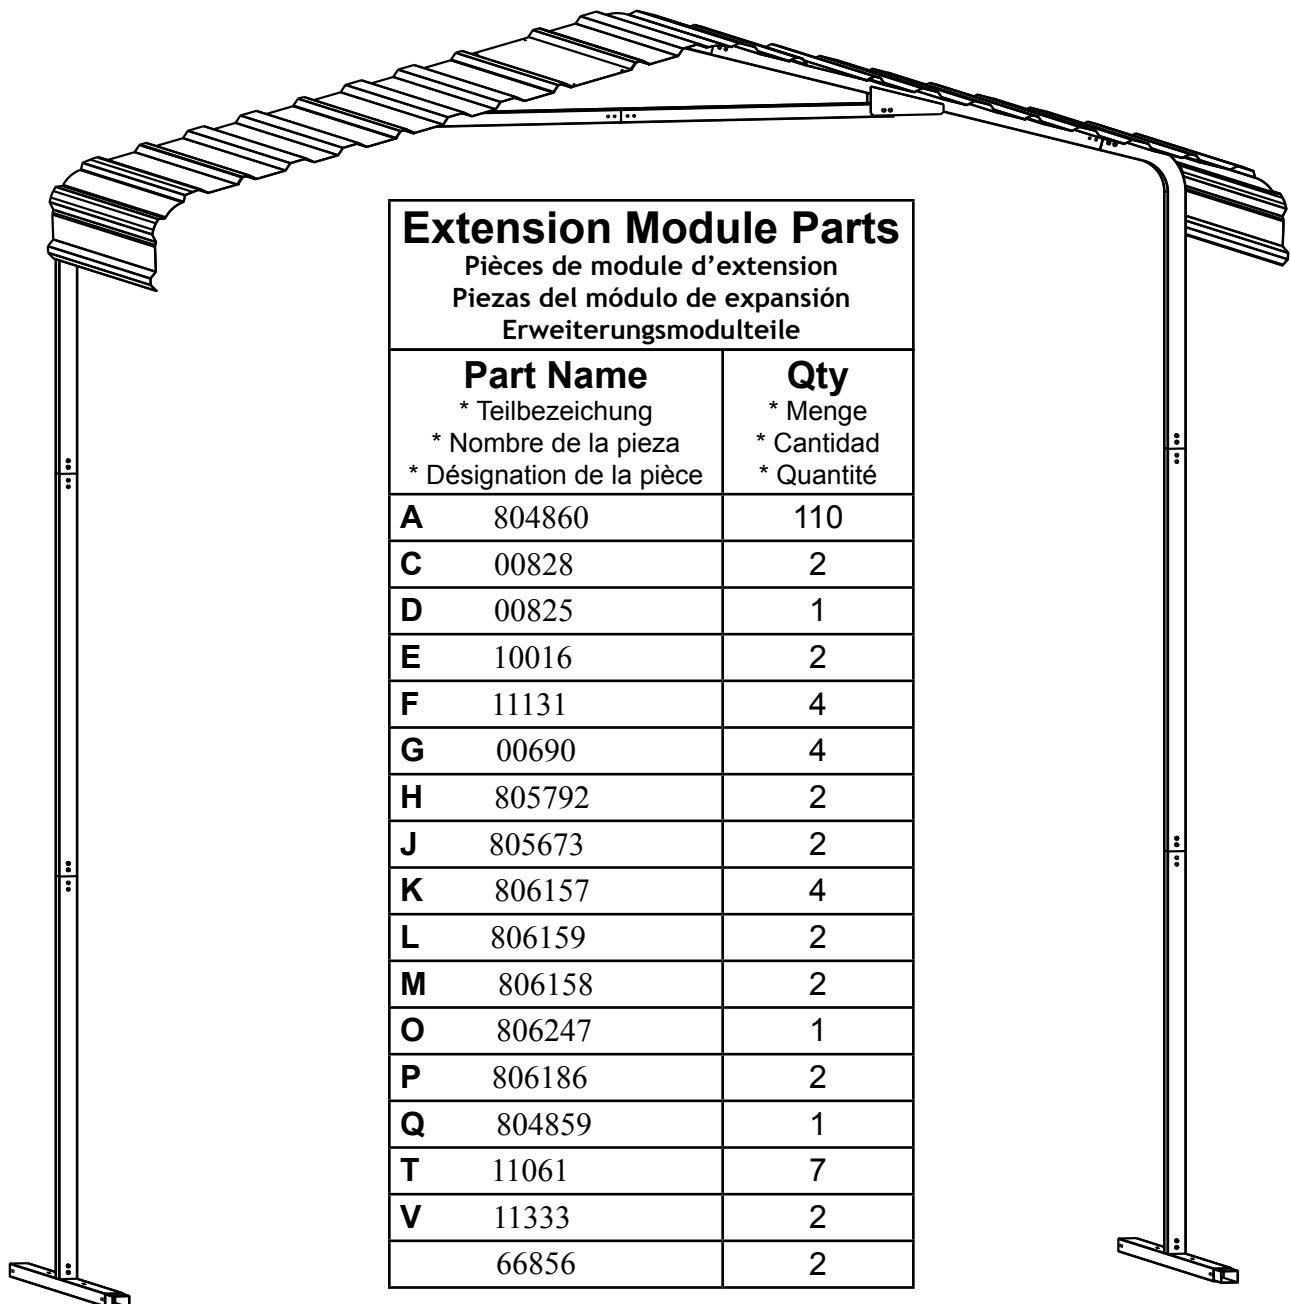 Extension Module Parts
Pièces de module d’extension
Piezas del módulo de expansión
Erweiterungsmodulteile
Part Name Qty
* Teilbezeichung * Menge
* Nombre de la pieza * Cantidad
* Désignation de la pièce * Quantité
A 804860 110
C 00828 2
D 00825 1
E 10016 2
F 11131 4
G 00690 4
H 805792 2
J 805673 2
K 806157 4
L 806159 2
M 806158 2
O 806247 1
P 806186 2
Q 804859 1
T 11061 7
V 11333 2
66856 2